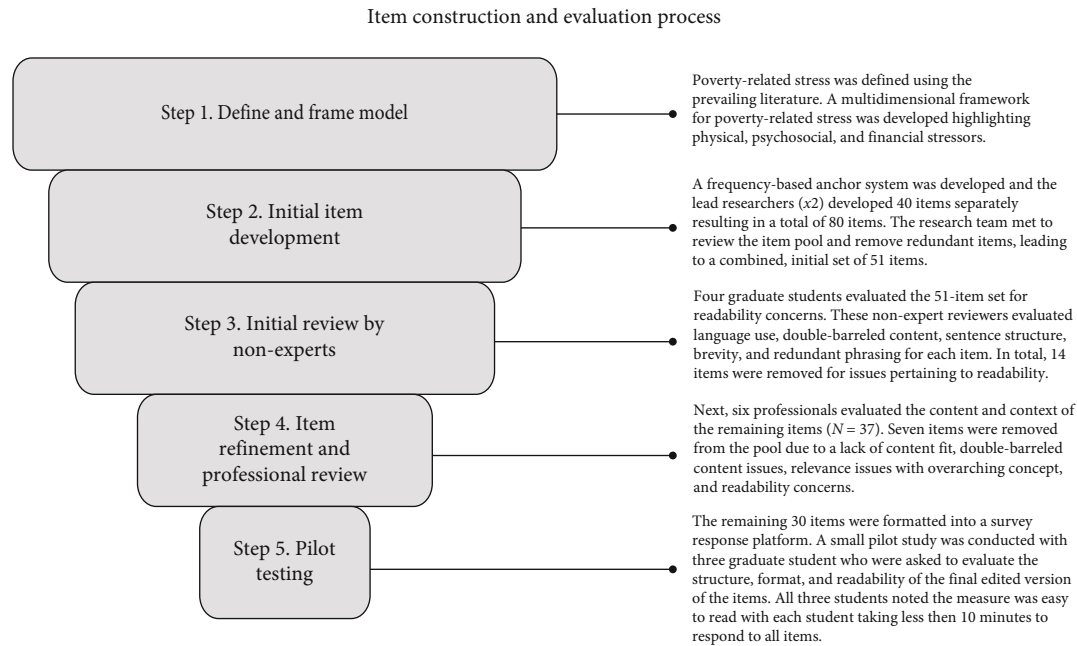 Item construction and evaluation process
Step 1. Define and frame model
Poverty-related stress was defined using the
prevailing literature. A multidimensional framework
for poverty-related stress was developed highlighting
physical, psychosocial, and financial stressors.
Step 2. Initial item
development
A frequency-based anchor system was developed and the
lead researchers (x2) developed 40 items separately
resulting in a total of 80 items. The research team met to
review the item pool and remove redundant items, leading
to a combined, initial set of 51 items.
Step 3. Initial review by
non-experts
Four graduate students evaluated the 51-item set for
readability concerns. These non-expert reviewers evaluated
language use, double-barreled content, sentence structure,
brevity, and redundant phrasing for each item. In total, 14
items were removed for issues pertaining to readability.
Step 4. Item
refinement and
professional review
Next, six professionals evaluated the content and context of
the remaining items (N = 37). Seven items were removed
from the pool due to a lack of content fit, double-barreled
content issues, relevance issues with overarching concept,
and readability concerns.
Step 5. Pilot
testing
The remaining 30 items were formatted into a survey
response platform. A small pilot study was conducted with
three graduate student who were asked to evaluate the
structure, format, and readability of the final edited version
of the items. All three students noted the measure was easy
to read with each student taking less then 10 minutes to
respond to all items.